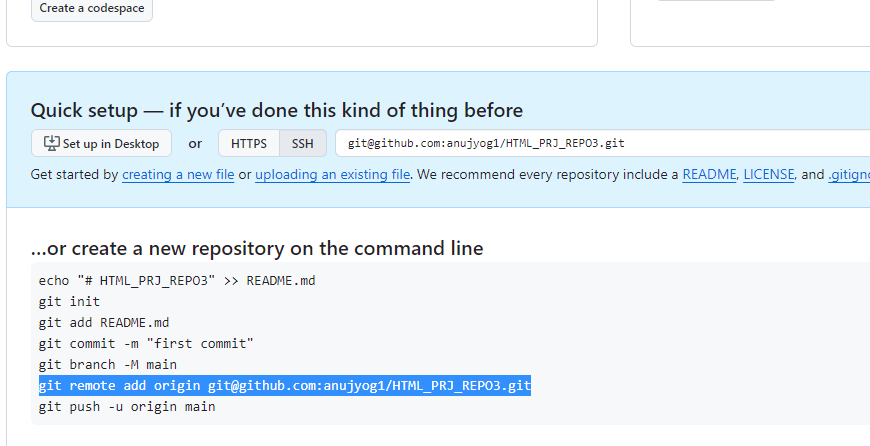 Create a codespace
Quick setup — if you’ve done this kind of thing before
Set up in Desktop or HTTPS SSH git@github.com:anujyog1/HTML_PRJ_REPO3.git
Get started by creating a new file or uploading an existing file. We recommend every repository include a README, LICENSE, and .gitigno
…or create a new repository on the command line
echo "# HTML_PRJ_REPO3" >> README.md
git init
git add README.md
git commit -m "first commit"
git branch -M main
git remote add origin git@github.com:anujyog1/HTML_PRJ_REPO3.git
git push -u origin main